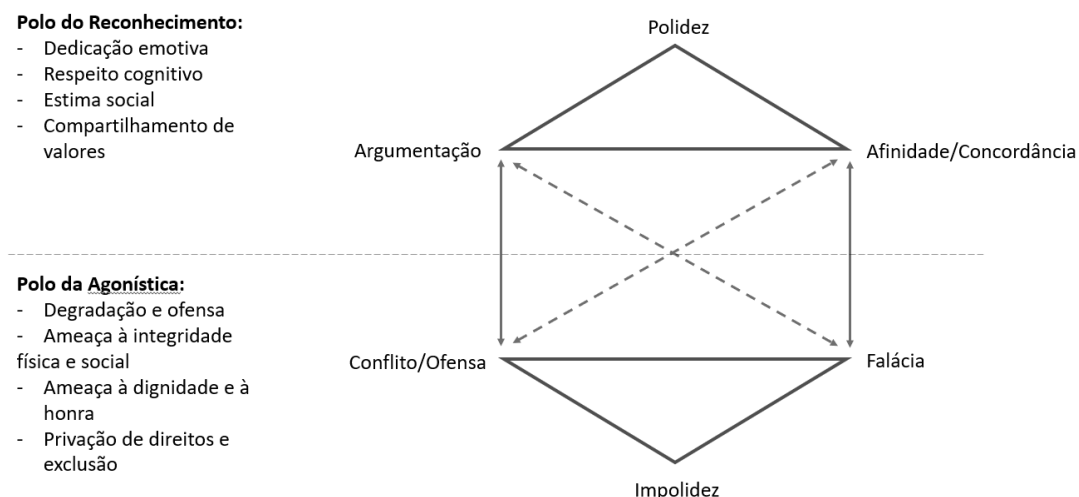 Polo do Reconhecimento:
- Dedicação emotiva
- Respeito cognitivo
- Estima social
- Compartilhamento de
valores
Polidez
Argumentação
Afinidade/Concordância
Polo da Agonística:
- Degradação e ofensa
- Ameaça à integridade
física e social
- Ameaça à dignidade e à
honra
- Privação de direitos e
exclusão
Conflito/Ofensa
Falácia
Impolidez